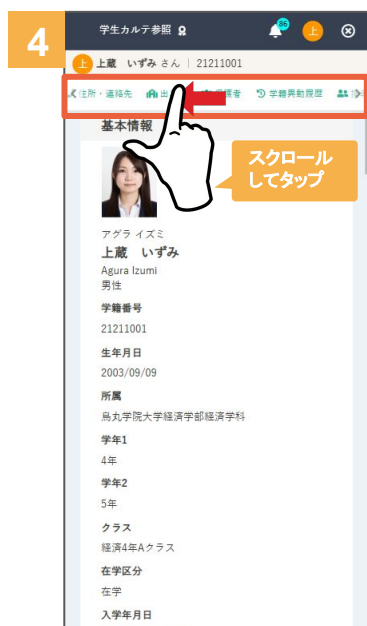 4
学生カルテ参照
86
上
上 上蔵 いずみ さん | 21211001
住所・連絡先
者
学籍異動履歴
基本情報
スクロール
してタップ
アグラ イズミ
上蔵 いずみ
Agura Izumi
男性
学籍番号
21211001
生年月日
2003/09/09
所属
烏丸学院大学経済学部経済学科
学年1
4年
学年2
5年
クラス
経済4年Aクラス
在学区分
在学
入学年月日